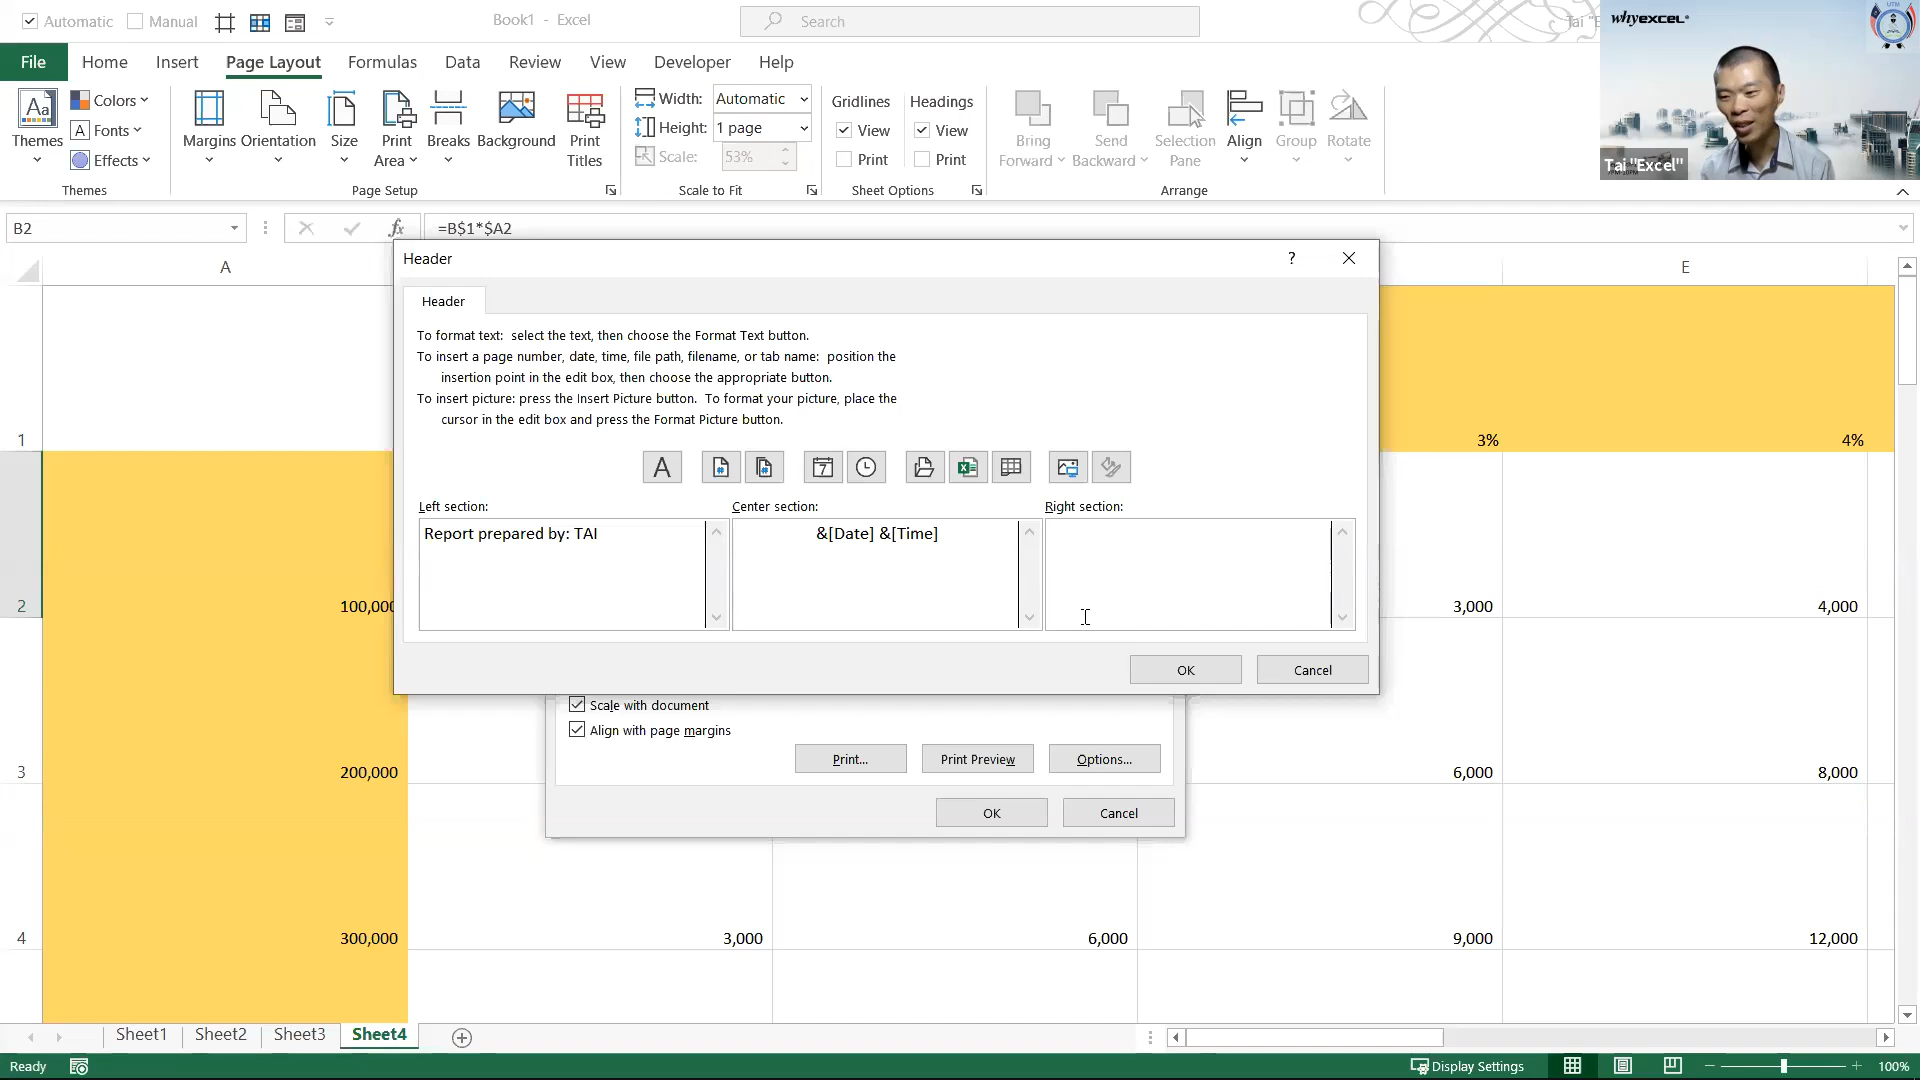 Automatic Manual Book1 - Excel Search
whyexcel
UTM
File Home Insert Page Layout Formulas Data Review View Developer Help
Themes
Colors
Fonts
Effects
Themes
Margins Orientation Size Print Area Breaks Background Print Titles
Page Setup
Width: Automatic
Height: 1 page
Scale: 53%
Scale to Fit
Gridlines Headings
View View
Print Print
Sheet Options
Bring Forward Send Backward Selection Pane Align Group Rotate
Arrange
Tai "Excel"
B2 fx =B$1*$A2
A E
Header ?
Header
To format text: select the text, then choose the Format Text button.
To insert a page number, date, time, file path, filename, or tab name: position the
insertion point in the edit box, then choose the appropriate button.
To insert picture: press the Insert Picture button. To format your picture, place the
cursor in the edit box and press the Format Picture button.
Left section: Center section: Right section:
Report prepared by: TAI &[Date] &[Time]
OK Cancel
Scale with document
Align with page margins
Print... Print Preview Options...
OK Cancel
1 3% 4%
2 100,000 3,000 4,000
3 200,000 6,000 8,000
4 300,000 3,000 6,000 9,000 12,000
Sheet1 Sheet2 Sheet3 Sheet4
Ready Display Settings 100%